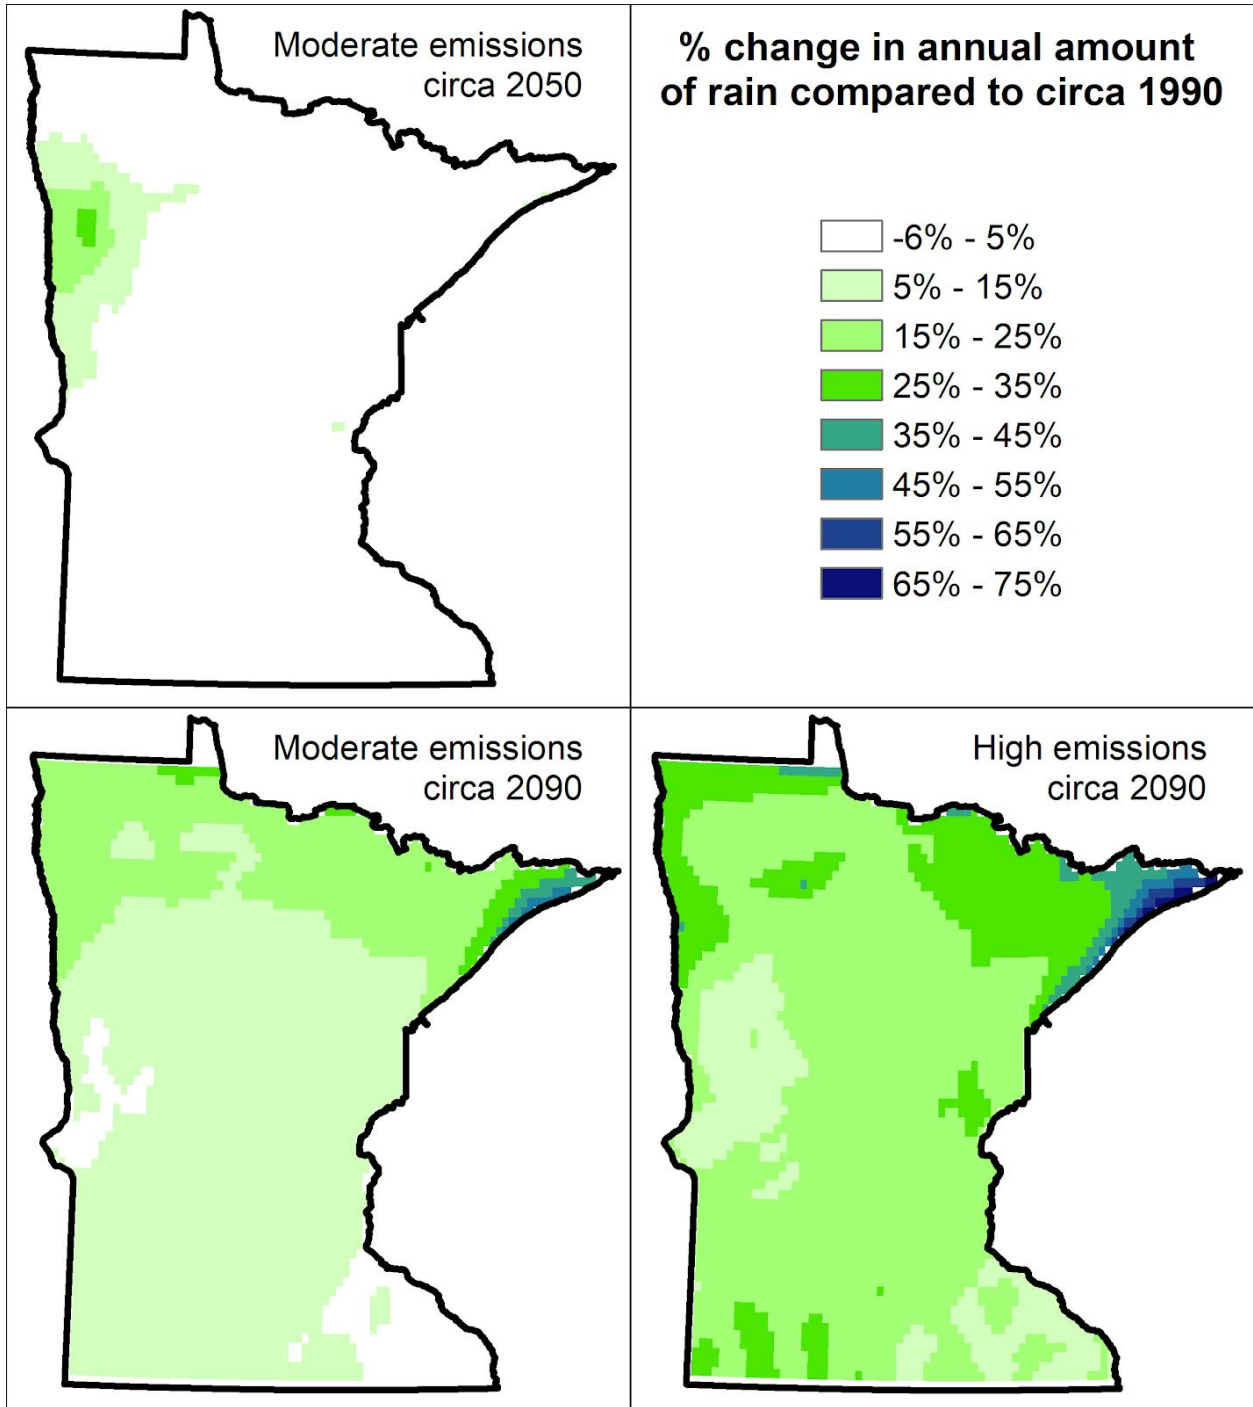 Moderate emissions
circa 2050
% change in annual amount
of rain compared to circa 1990
-6% - 5%
5% - 15%
15% - 25%
25% - 35%
35% - 45%
45% - 55%
55% - 65%
65% - 75%
Moderate emissions
circa 2090
High emissions
circa 2090